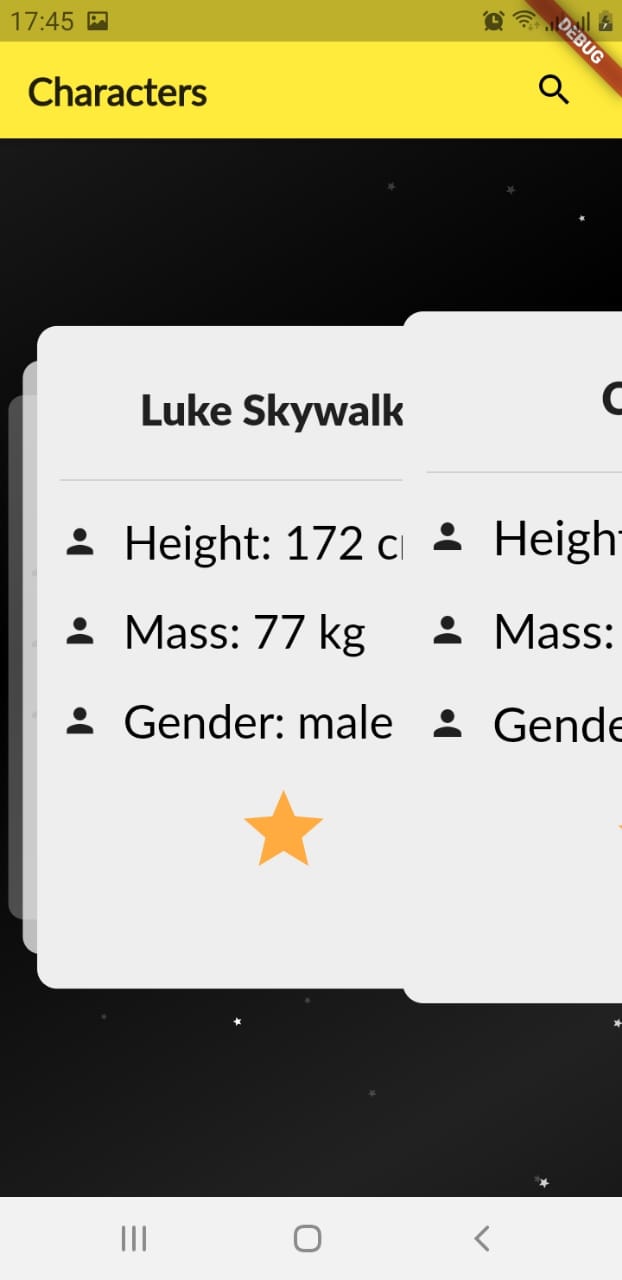 17:45
DEBUG
Characters
Luke Skywalk
C
Height: 172 c
Heigh
Mass: 77 kg
Mass:
Gender: male
Gende